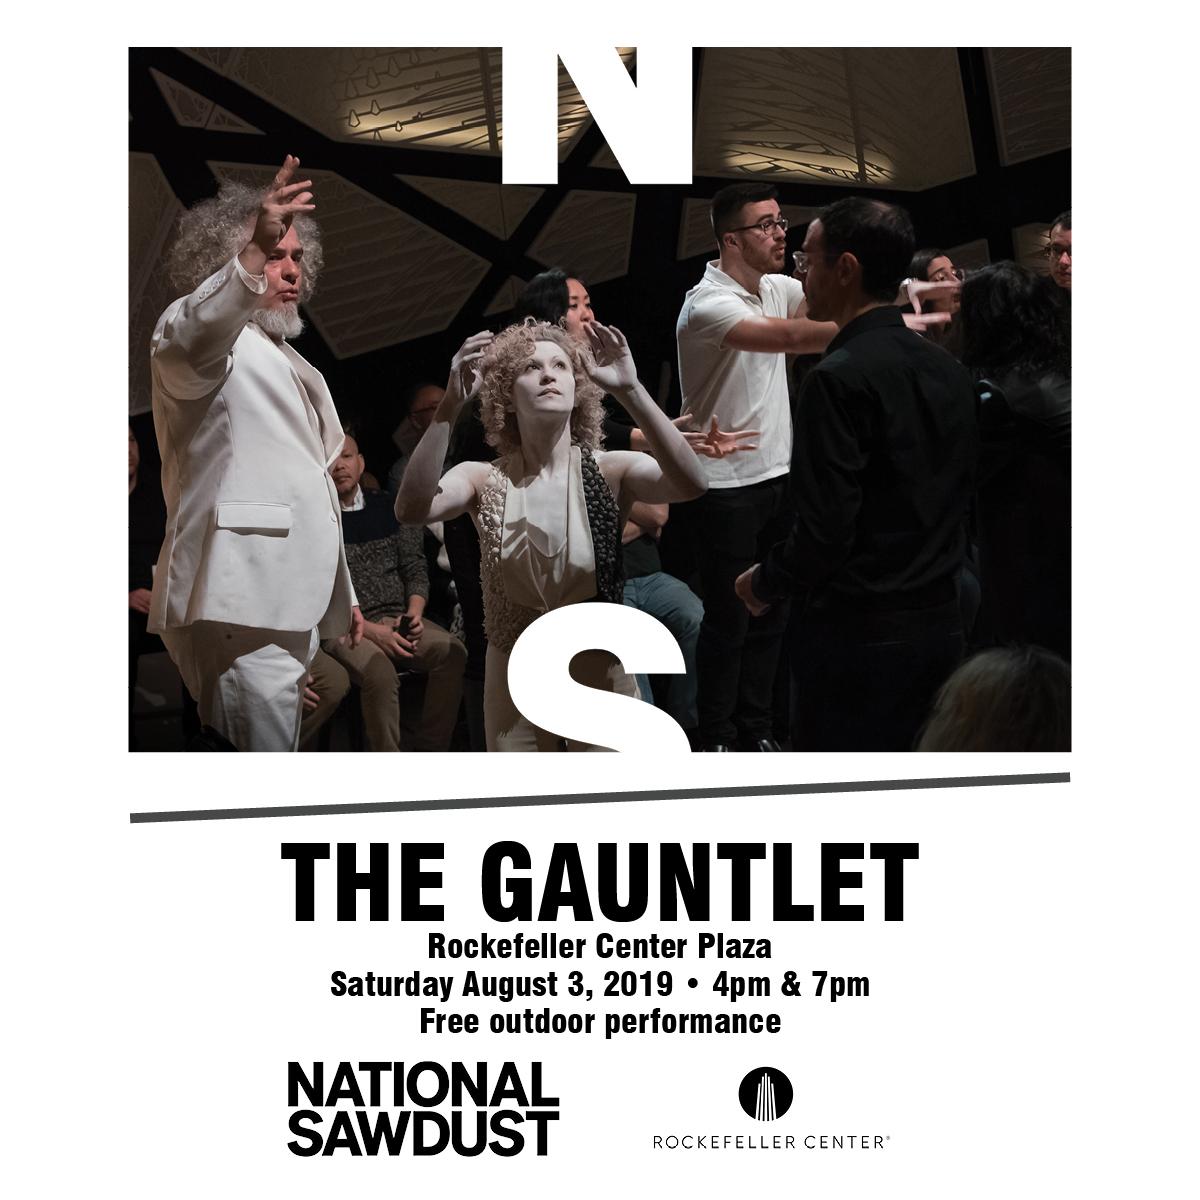 N
S
THE GAUNTLET
Rockefeller Center Plaza
Saturday August 3, 2019 • 4pm & 7pm
Free outdoor performance
NATIONAL
SAWDUST
ROCKEFELLER CENTER®